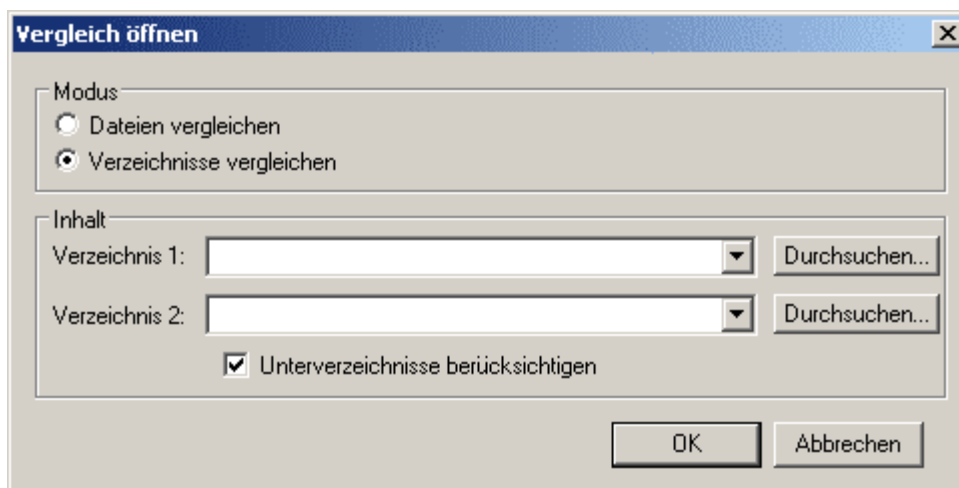 Vergleich öffnen
Modus
Dateien vergleichen
Verzeichnisse vergleichen
Inhalt
Verzeichnis 1: Durchsuchen...
Verzeichnis 2: Durchsuchen...
Unterverzeichnisse berücksichtigen
OK Abbrechen